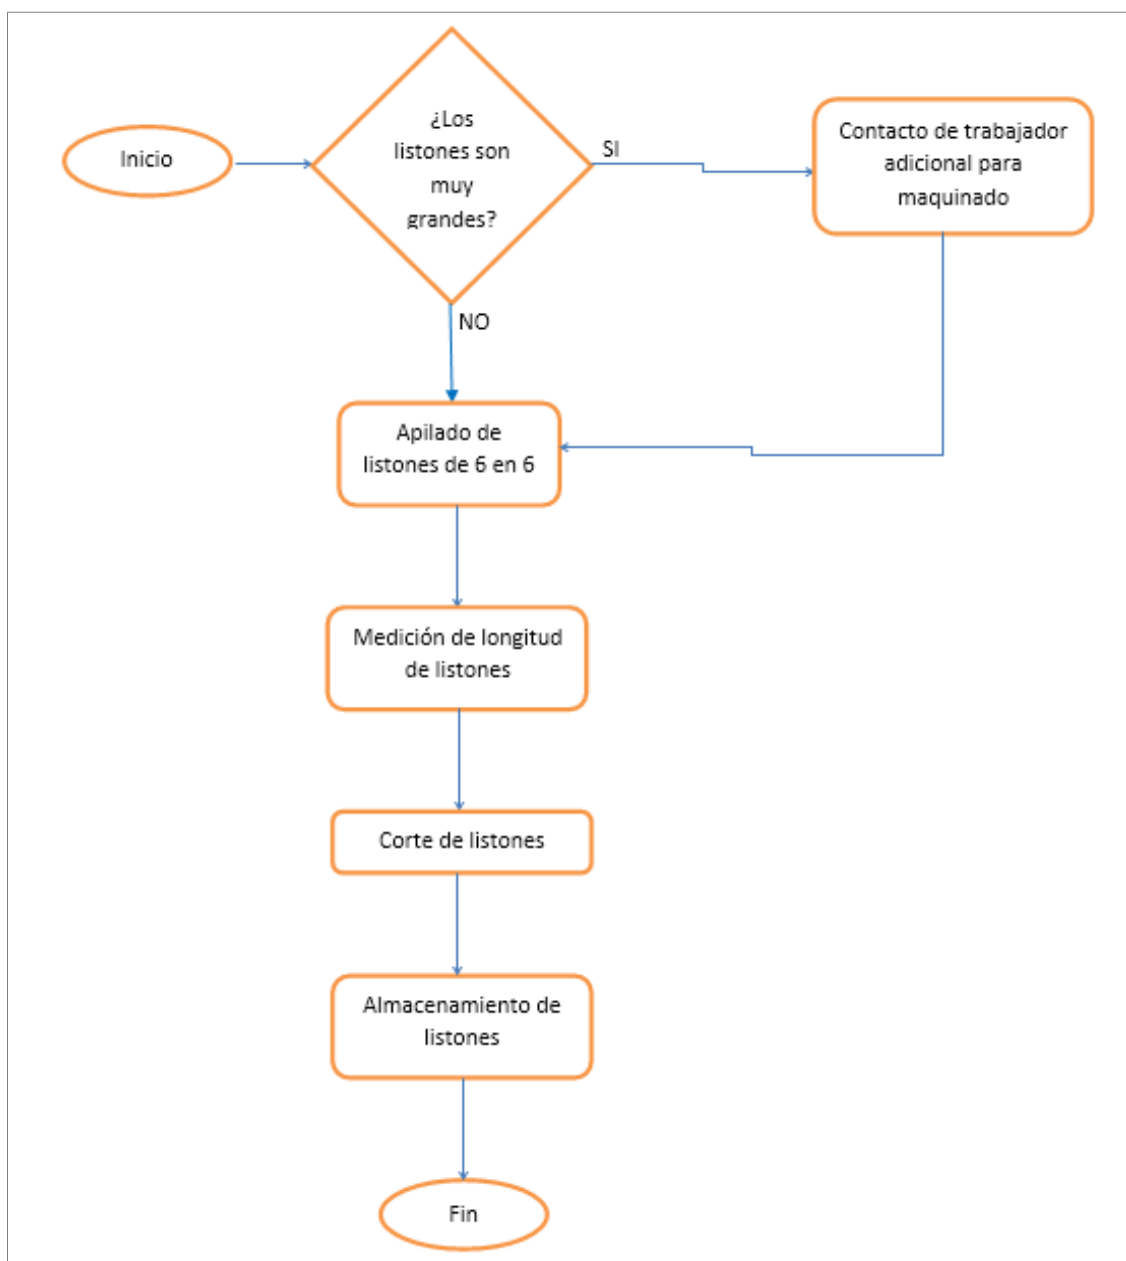 Inicio
¿Los
listones son
muy
grandes?
SI
Contacto de trabajador
adicional para
maquinado
NO
Apilado de
listones de 6 en 6
Medición de longitud
de listones
Corte de listones
Almacenamiento de
listones
Fin